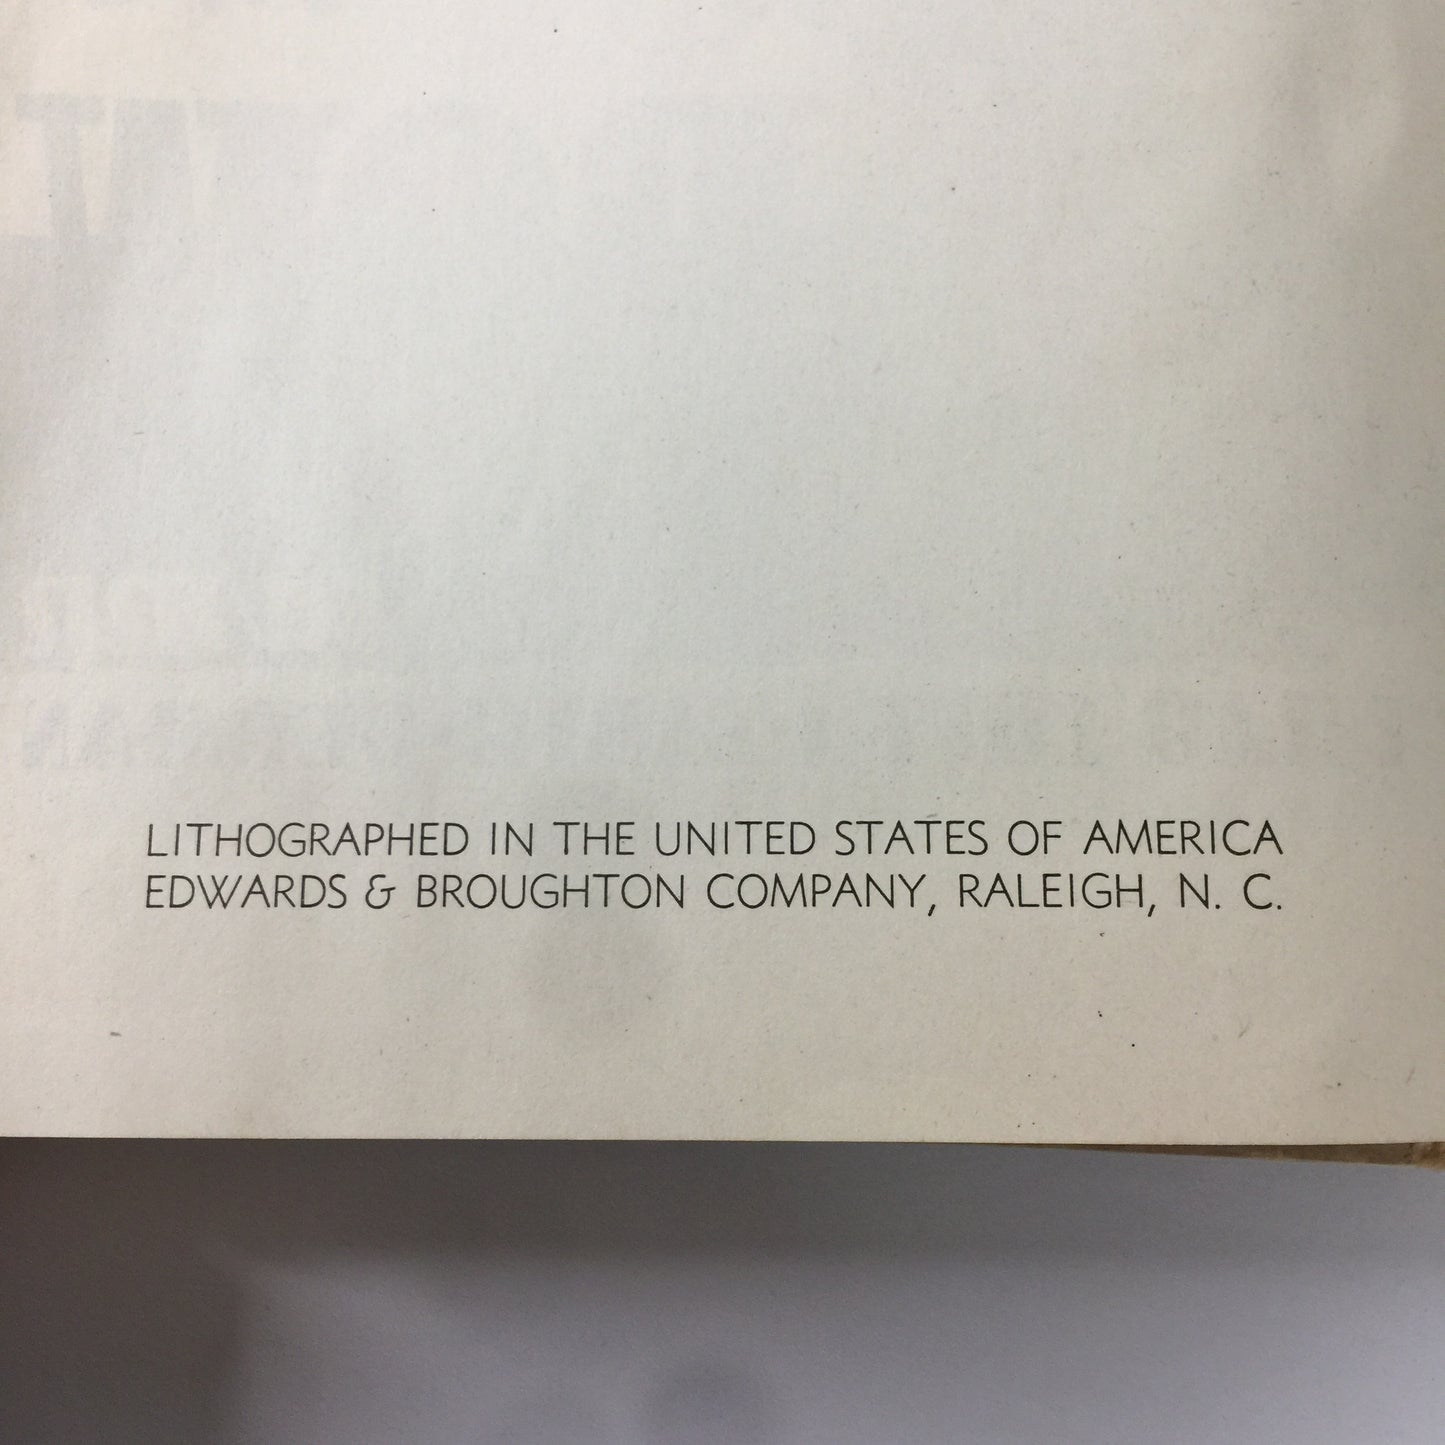 LITHOGRAPHED IN THE UNITED STATES OF AMERICA
EDWARDS & BROUGHTON COMPANY, RALEIGH, N. C.